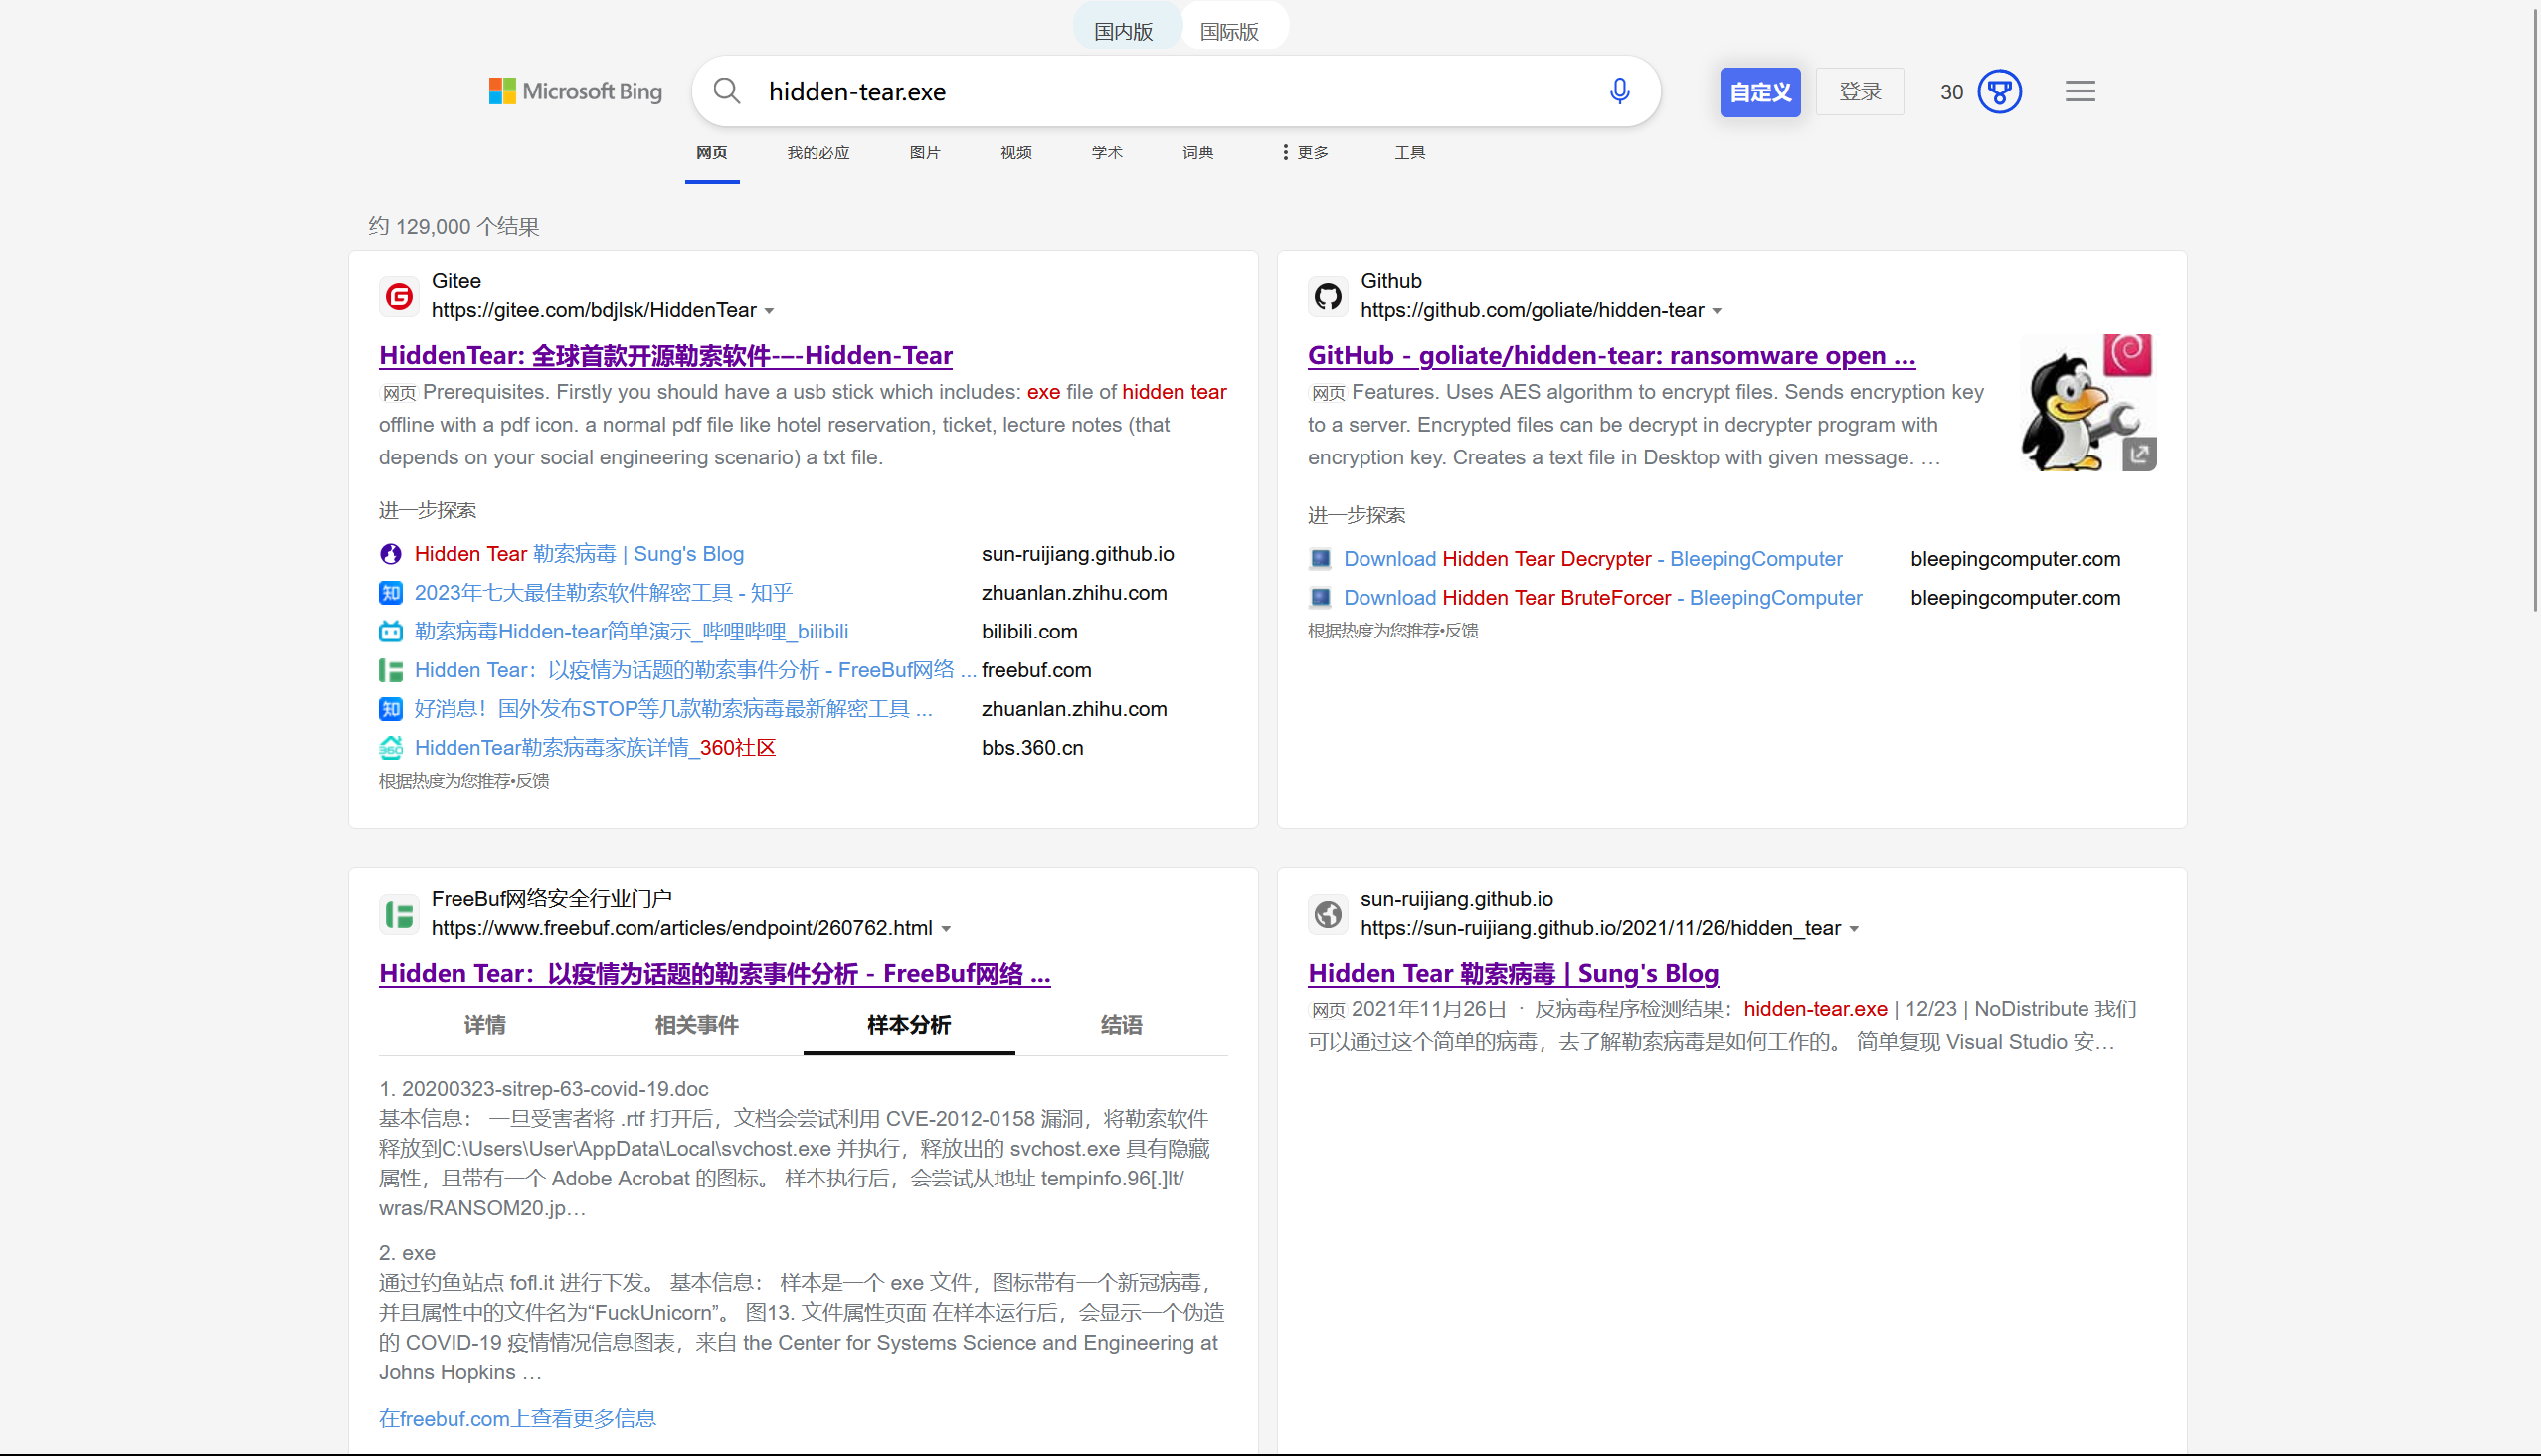 国内版 国际版
Microsoft Bing
hidden-tear.exe
自定义 登录 30
网页 我的必应 图片 视频 学术 词典 更多 工具
约 129,000 个结果
Gitee
https://gitee.com/bdjlsk/HiddenTear
HiddenTear: 全球首款开源勒索软件---Hidden-Tear
网页 Prerequisites. Firstly you should have a usb stick which includes: exe file of hidden tear
offline with a pdf icon. a normal pdf file like hotel reservation, ticket, lecture notes (that
depends on your social engineering scenario) a txt file.
进一步探索
Hidden Tear 勒索病毒 | Sung's Blog sun-ruijiang.github.io
知 2023年七大最佳勒索软件解密工具 - 知乎 zhuanlan.zhihu.com
勒索病毒Hidden-tear简单演示_哔哩哔哩_bilibili bilibili.com
Hidden Tear：以疫情为话题的勒索事件分析 - FreeBuf网络 ... freebuf.com
知 好消息！国外发布STOP等几款勒索病毒最新解密工具 ... zhuanlan.zhihu.com
360 HiddenTear勒索病毒家族详情_360社区 bbs.360.cn
根据热度为您推荐•反馈
Github
https://github.com/goliate/hidden-tear
GitHub - goliate/hidden-tear: ransomware open ...
网页 Features. Uses AES algorithm to encrypt files. Sends encryption key
to a server. Encrypted files can be decrypt in decrypter program with
encryption key. Creates a text file in Desktop with given message. …
进一步探索
Download Hidden Tear Decrypter - BleepingComputer bleepingcomputer.com
Download Hidden Tear BruteForcer - BleepingComputer bleepingcomputer.com
根据热度为您推荐•反馈
FreeBuf网络安全行业门户
https://www.freebuf.com/articles/endpoint/260762.html
Hidden Tear：以疫情为话题的勒索事件分析 - FreeBuf网络 ...
详情 相关事件 样本分析 结语
1. 20200323-sitrep-63-covid-19.doc
基本信息： 一旦受害者将 .rtf 打开后，文档会尝试利用 CVE-2012-0158 漏洞，将勒索软件
释放到C:\Users\User\AppData\Local\svchost.exe 并执行，释放出的 svchost.exe 具有隐藏
属性，且带有一个 Adobe Acrobat 的图标。 样本执行后，会尝试从地址 tempinfo.96[.]lt/
wras/RANSOM20.jp…
2. exe
通过钓鱼站点 fofl.it 进行下发。 基本信息： 样本是一个 exe 文件，图标带有一个新冠病毒，
并且属性中的文件名为“FuckUnicorn”。 图13. 文件属性页面 在样本运行后，会显示一个伪造
的 COVID-19 疫情情况信息图表，来自 the Center for Systems Science and Engineering at
Johns Hopkins …
在freebuf.com上查看更多信息
sun-ruijiang.github.io
https://sun-ruijiang.github.io/2021/11/26/hidden_tear
Hidden Tear 勒索病毒 | Sung's Blog
网页 2021年11月26日 · 反病毒程序检测结果：hidden-tear.exe | 12/23 | NoDistribute 我们
可以通过这个简单的病毒，去了解勒索病毒是如何工作的。 简单复现 Visual Studio 安…